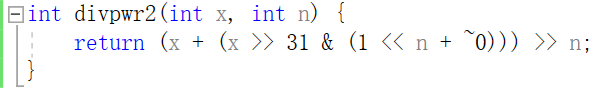 int divpwr2(int x, int n) {
    return (x + (x >> 31 & (1 << n + ~0))) >> n;
}